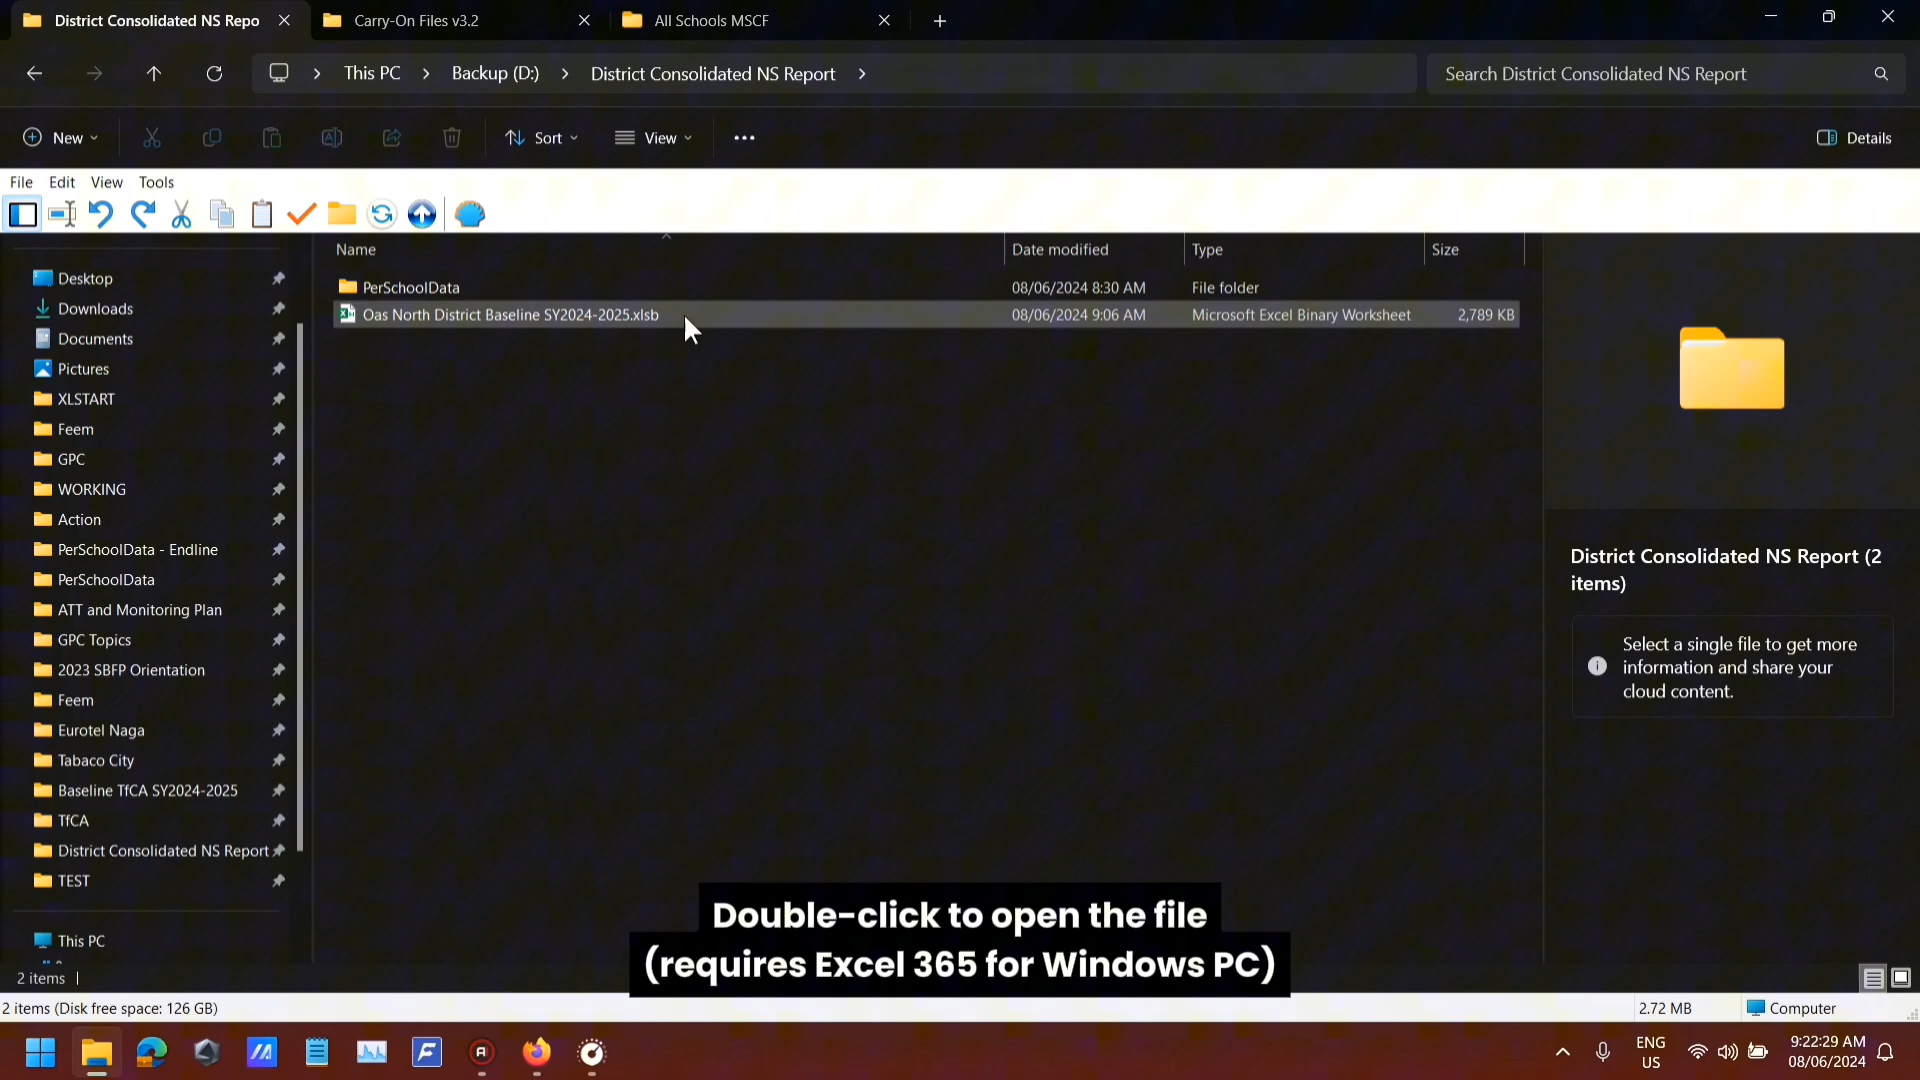 District Consolidated NS Repo
Carry-On Files v3.2
All Schools MSCF
This PC
Backup (D:)
District Consolidated NS Report
Search District Consolidated NS Report
New
Sort
View
Details
File Edit View Tools
Name
Date modified
Type
Size
Desktop
Downloads
Documents
Pictures
XLSTART
Feem
GPC
WORKING
Action
PerSchoolData - Endline
PerSchoolData
ATT and Monitoring Plan
GPC Topics
2023 SBFP Orientation
Feem
Eurotel Naga
Tabaco City
Baseline TfCA SY2024-2025
TfCA
District Consolidated NS Report
TEST
This PC
PerSchoolData 08/06/2024 8:30 AM File folder
Oas North District Baseline SY2024-2025.xlsb 08/06/2024 9:06 AM Microsoft Excel Binary Worksheet 2,789 KB
District Consolidated NS Report (2
items)
Select a single file to get more
information and share your
cloud content.
Double-click to open the file
(requires Excel 365 for Windows PC)
2 items
2 items (Disk free space: 126 GB)
2.72 MB
Computer
ENG
US
9:22:29 AM
08/06/2024